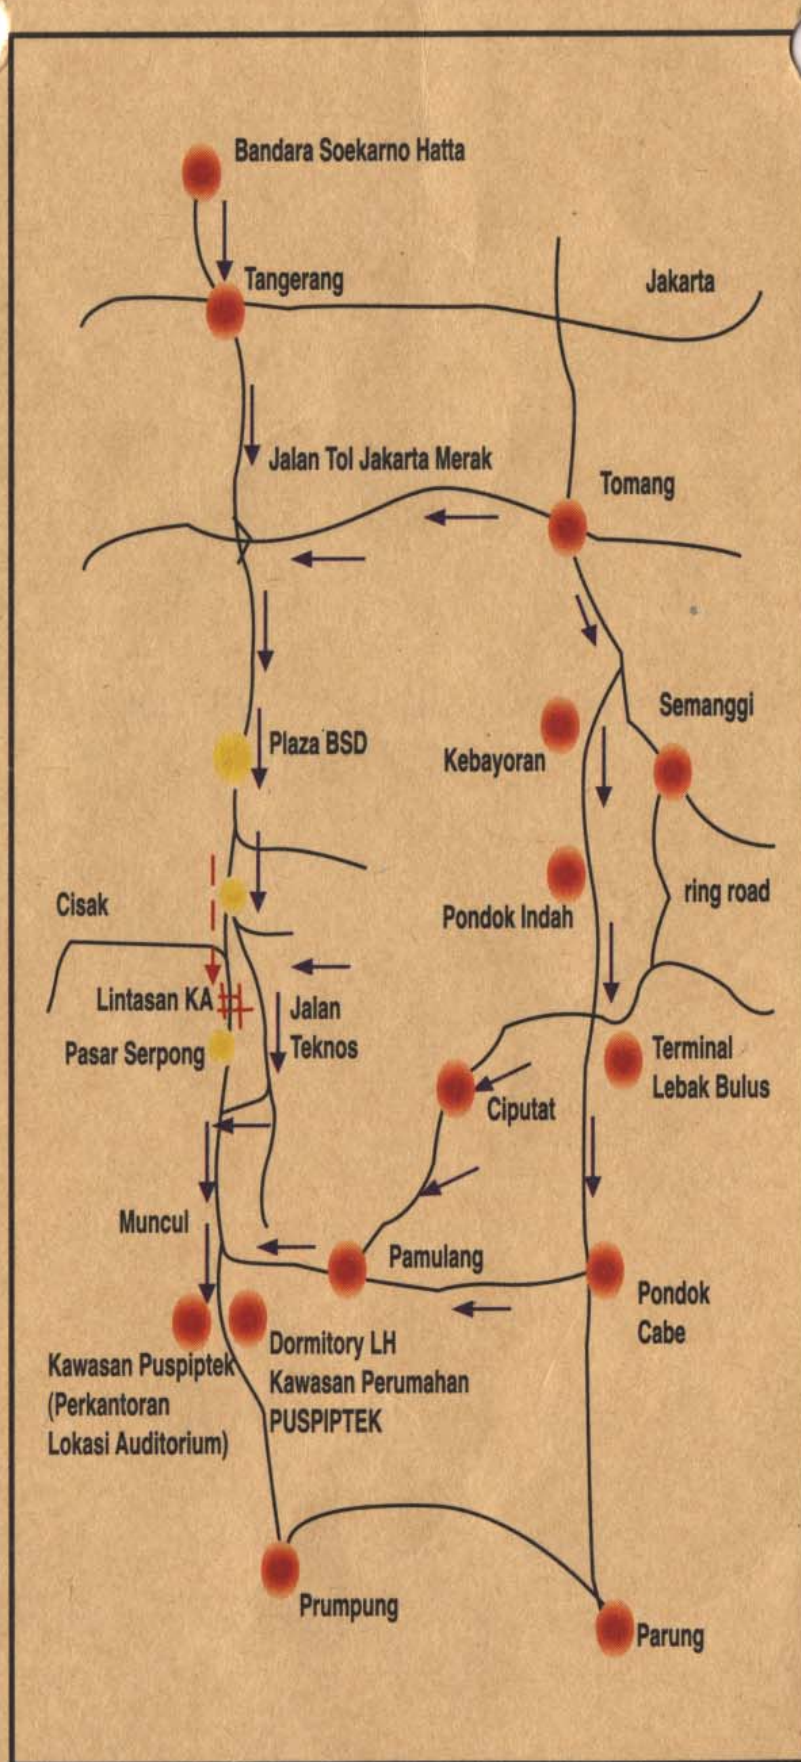 Bandara Soekarno Hatta
Tangerang
Jakarta
Jalan Tol Jakarta Merak
Tomang
Semanggi
Plaza BSD
Kebayoran
ring road
Cisak
Pondok Indah
Lintasan KA
Jalan
Teknos
Pasar Serpong
Terminal
Lebak Bulus
Ciputat
Muncul
Pamulang
Pondok
Cabe
Dormitory LH
Kawasan Perumahan
PUSPIPTEK
Kawasan Puspiptek
(Perkantoran
Lokasi Auditorium)
Prumpung
Parung